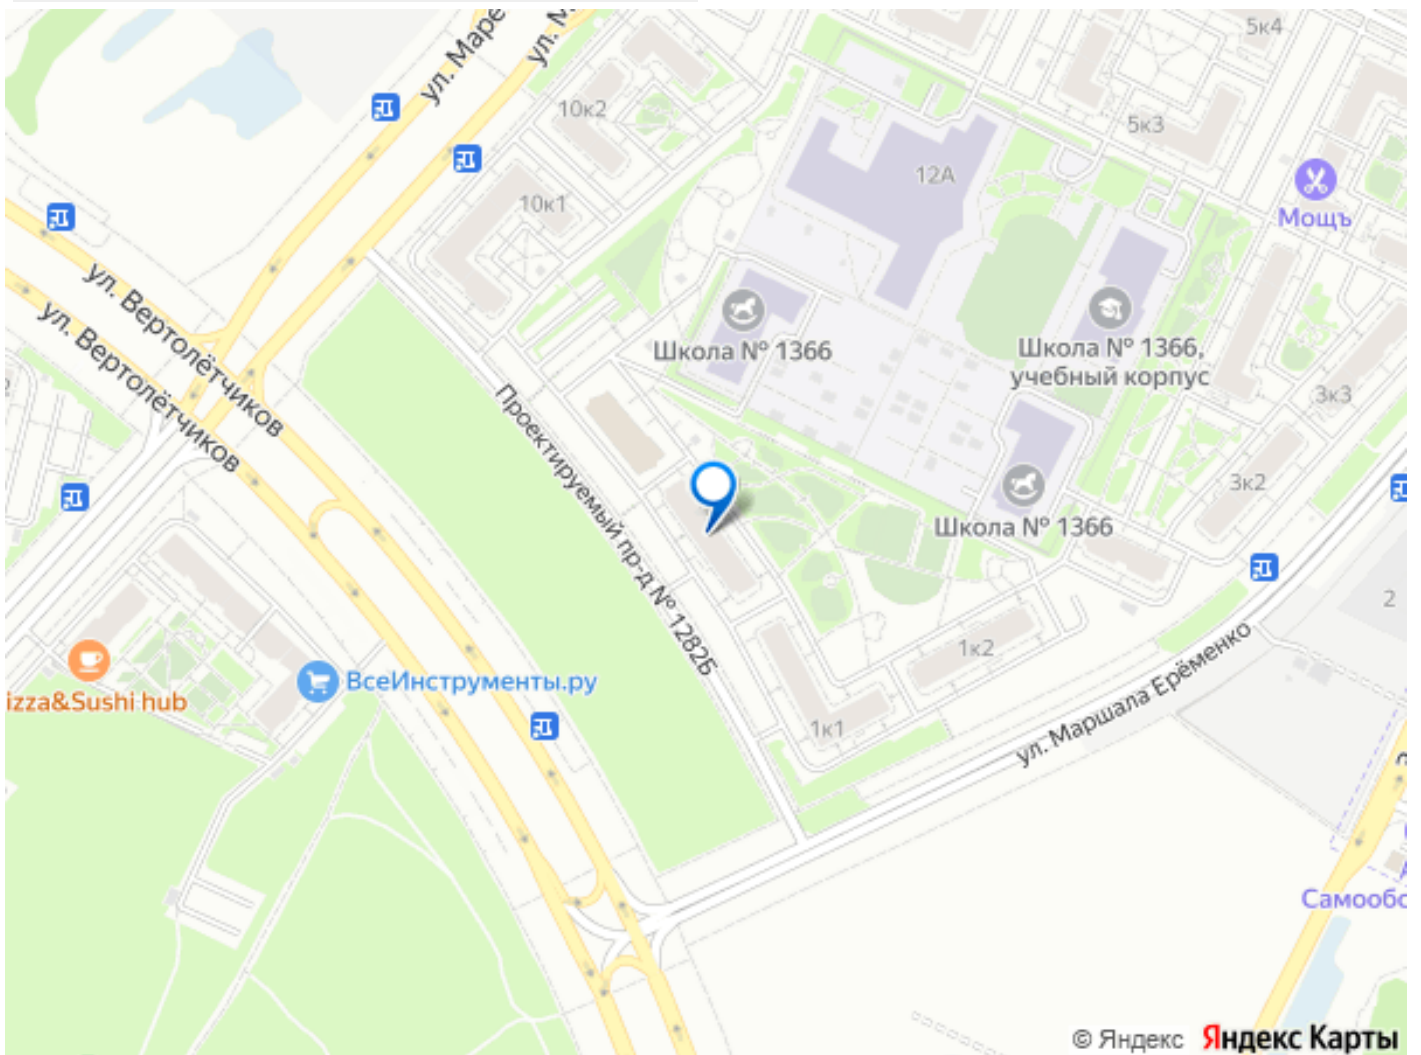 ул. Маре
ул. М
5к4
10к2
5к3
12А
10к1
Мощъ
ул. Вертолётчиков
ул. Вертолётчиков
Школа № 1366
Школа № 1366,
учебный корпус
3к3
Проектируемый пр-д № 1282Б
3к2
Школа № 1366
2
1к2
ВсеИнструменты.ру
izza&Sushi hub
1к1
ул. Маршала Ерёменко
Самообс
© Яндекс Яндекс Карты